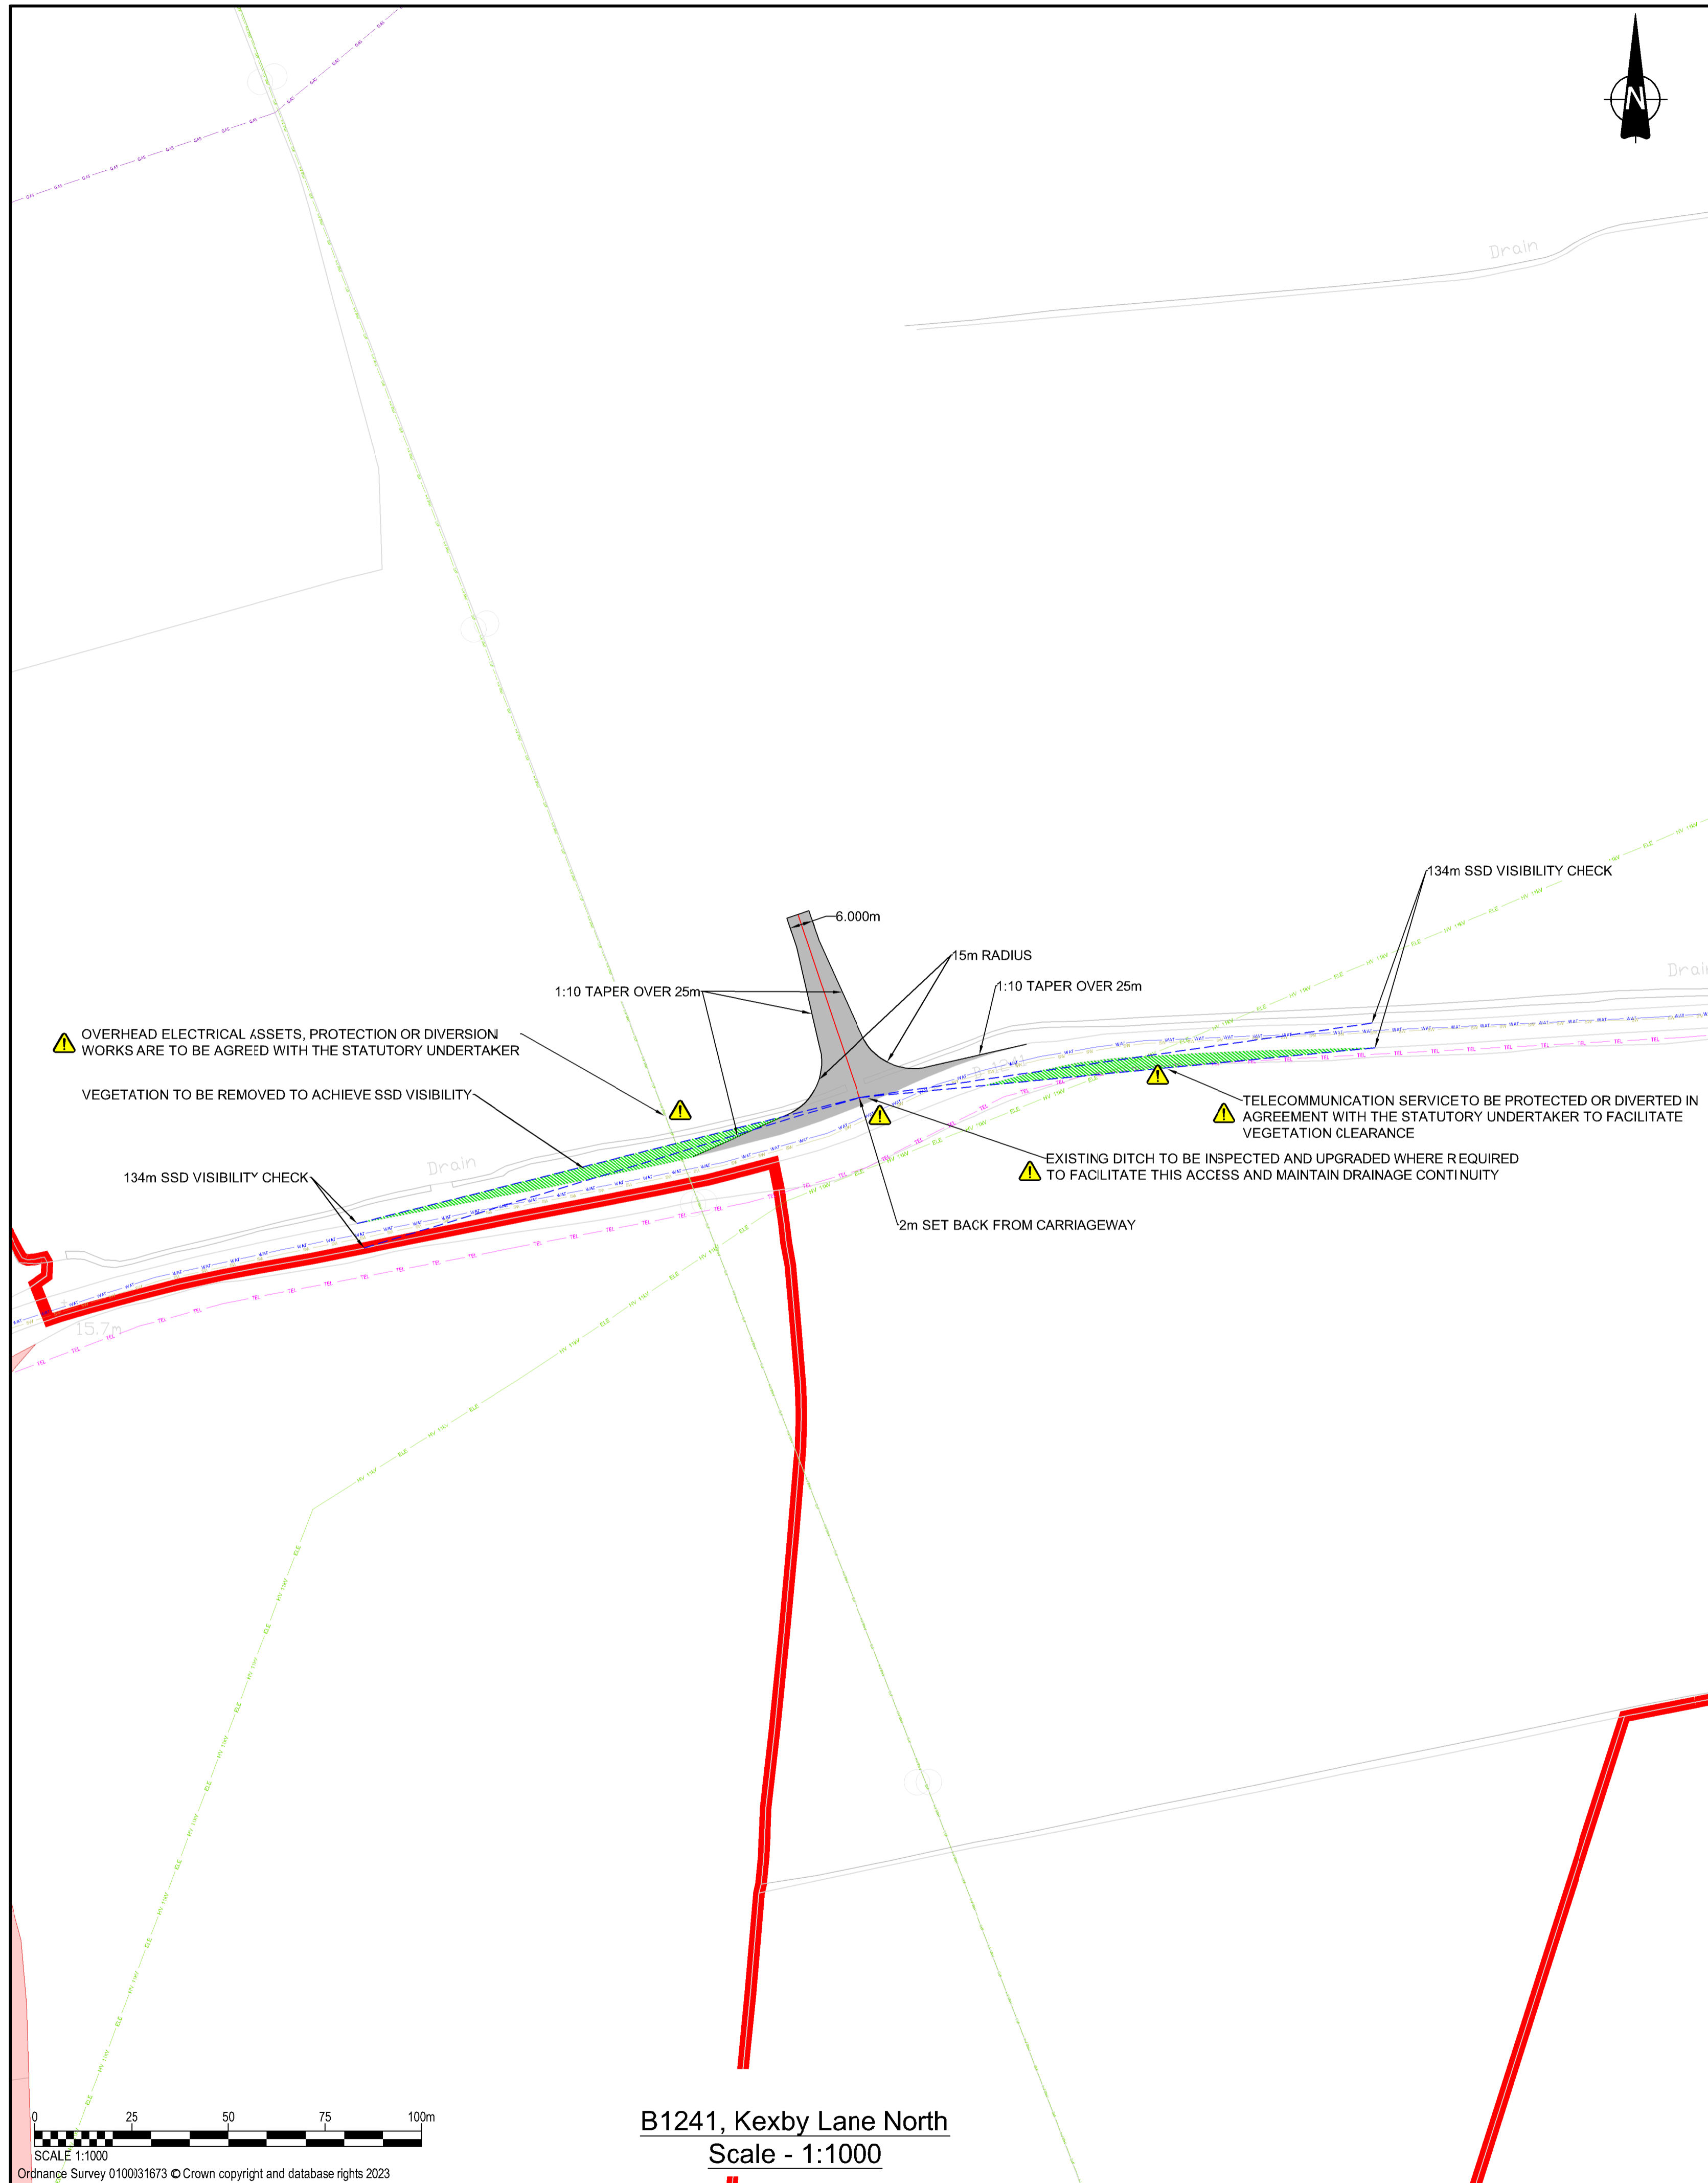 N
Drain
134m SSD VISIBILITY CHECK
6.000m
15m RADIUS
1:10 TAPER OVER 25m
1:10 TAPER OVER 25m
OVERHEAD ELECTRICAL ASSETS, PROTECTION OR DIVERSION
WORKS ARE TO BE AGREED WITH THE STATUTORY UNDERTAKER
VEGETATION TO BE REMOVED TO ACHIEVE SSD VISIBILITY
TELECOMMUNICATION SERVICE TO BE PROTECTED OR DIVERTED IN
AGREEMENT WITH THE STATUTORY UNDERTAKER TO FACILITATE
VEGETATION CLEARANCE
EXISTING DITCH TO BE INSPECTED AND UPGRADED WHERE REQUIRED
TO FACILITATE THIS ACCESS AND MAINTAIN DRAINAGE CONTINUITY
Drain
134m SSD VISIBILITY CHECK
2m SET BACK FROM CARRIAGEWAY
15.7m
0 25 50 75 100m
SCALE 1:1000
Ordnance Survey 0100031673 © Crown copyright and database rights 2023
B1241, Kexby Lane North
Scale - 1:1000